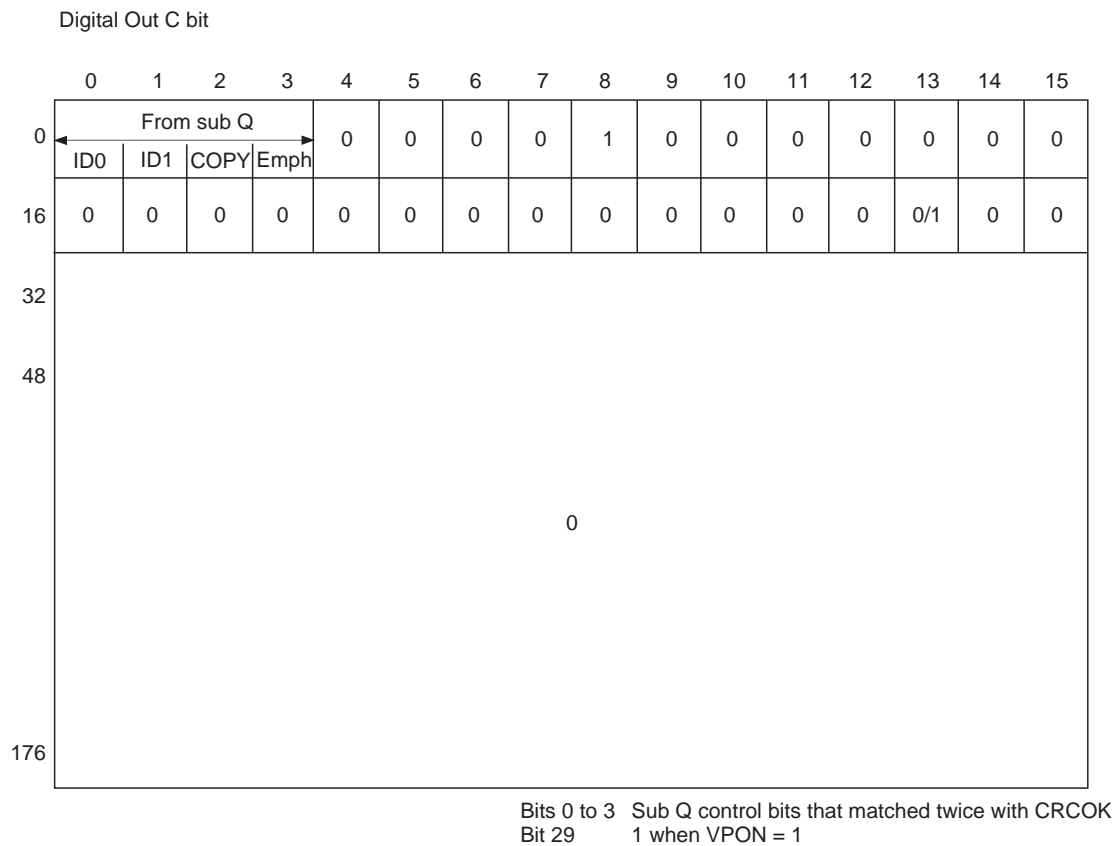 Digital Out C bit
0 1 2 3 4 5 6 7 8 9 10 11 12 13 14 15
From sub Q
0 0 0 0 0 1 0 0 0 0 0 0 0
ID0 ID1 COPY Emph
16 0 0 0 0 0 0 0 0 0 0 0 0 0 0/1 0 0
32
48
0
176
Bits 0 to 3 Sub Q control bits that matched twice with CRCOK
Bit 29 1 when VPON = 1